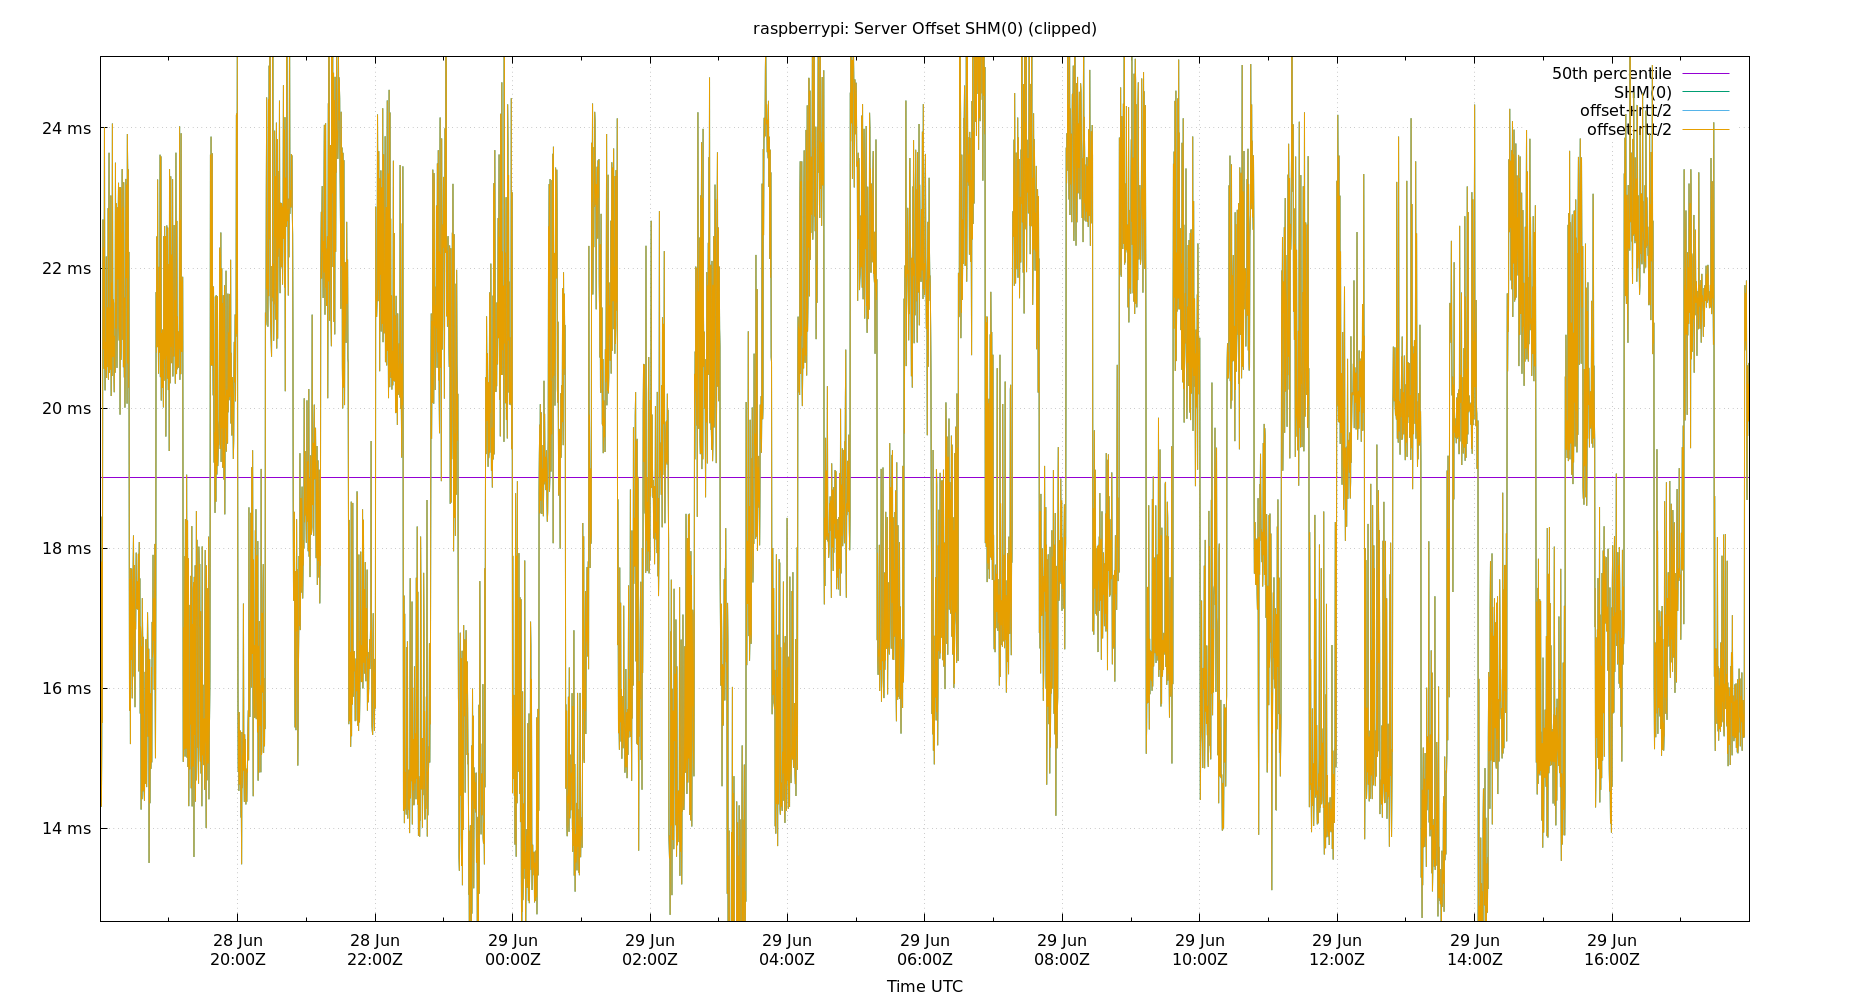 raspberrypi: Server Offset SHM(0) (clipped)
50th percentile
SHM(0)
offset+rtt/2
offset-rtt/2
24 ms
22 ms
20 ms
18 ms
16 ms
14 ms
28 Jun 28 Jun 29 Jun 29 Jun 29 Jun 29 Jun 29 Jun 29 Jun 29 Jun 29 Jun 29 Jun
20:00Z 22:00Z 00:00Z 02:00Z 04:00Z 06:00Z 08:00Z 10:00Z 12:00Z 14:00Z 16:00Z
Time UTC